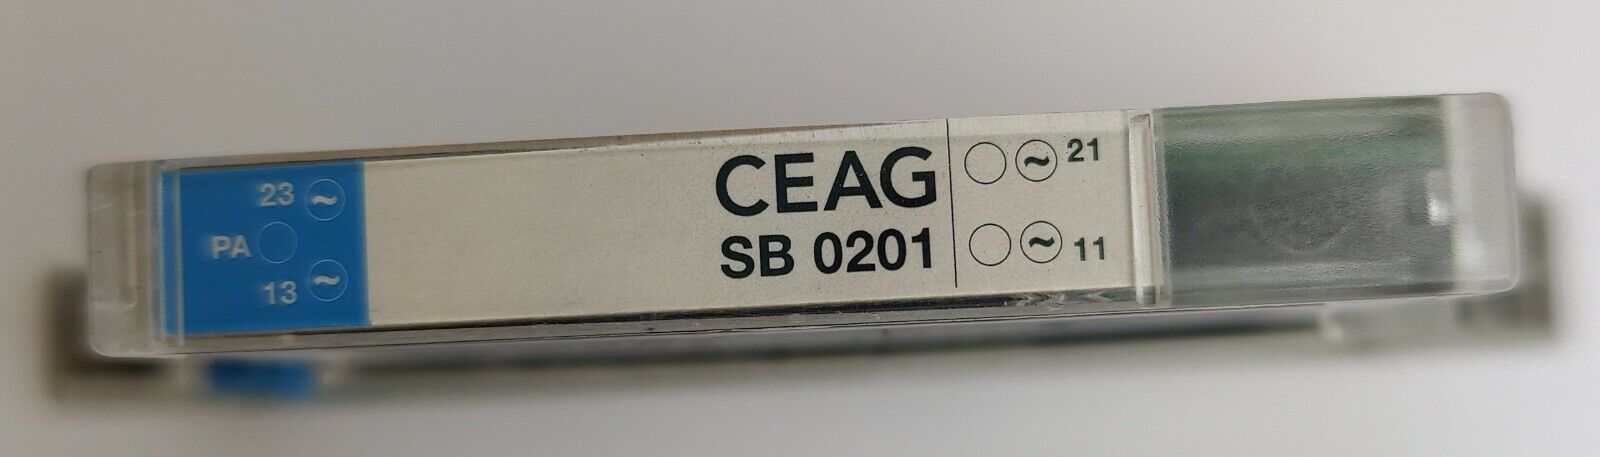 23 ~
PA
13 ~
CEAG
SB 0201
~ 21
~ 11